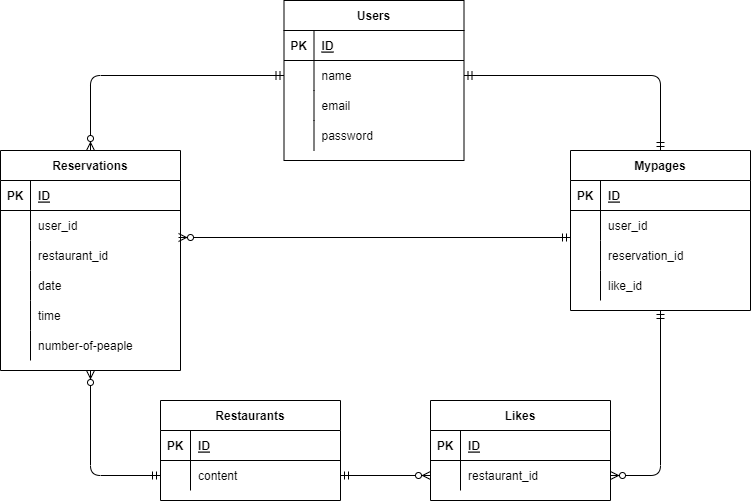 Users
PK ID
name
email
password
Reservations
PK ID
user_id
restaurant_id
date
time
number-of-peaple
Mypages
PK ID
user_id
reservation_id
like_id
Restaurants
PK ID
content
Likes
PK ID
restaurant_id